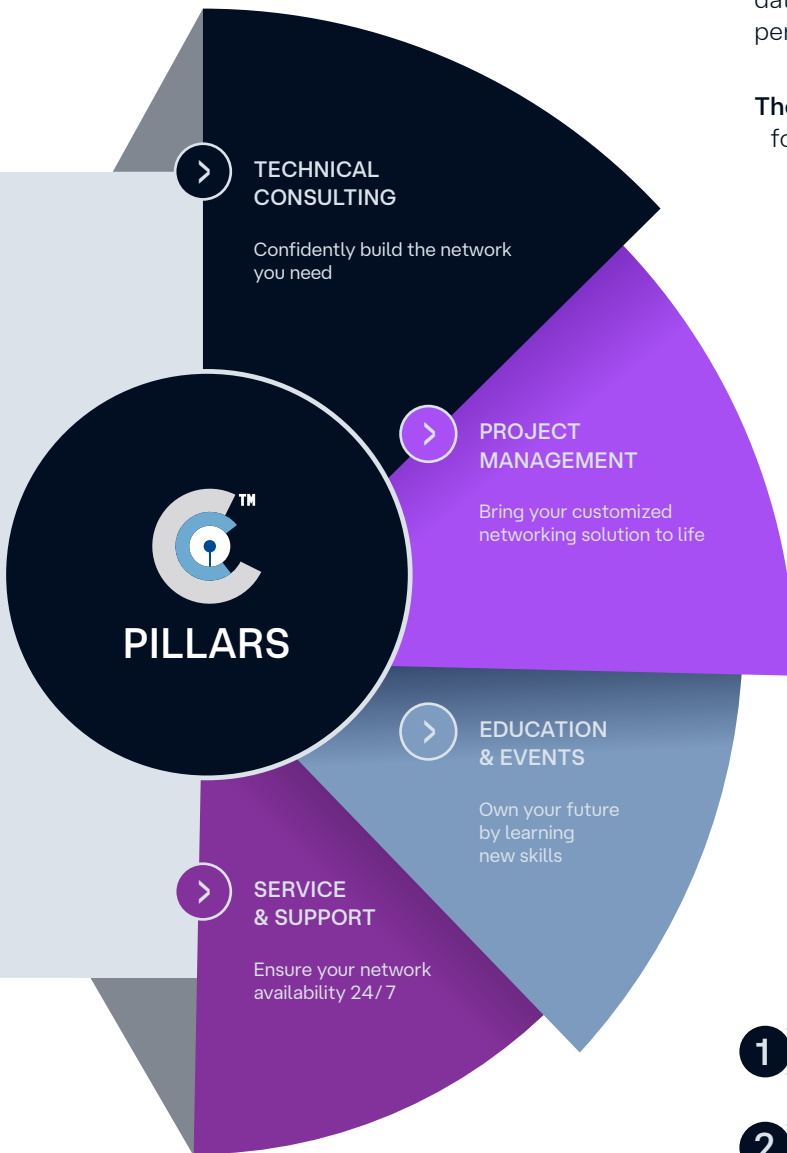 TECHNICAL
CONSULTING
Confidently build the network
you need
PROJECT
MANAGEMENT
Bring your customized
networking solution to life
TM
PILLARS
EDUCATION
& EVENTS
Own your future
by learning
new skills
SERVICE
& SUPPORT
Ensure your network
availability 24/7
1
2